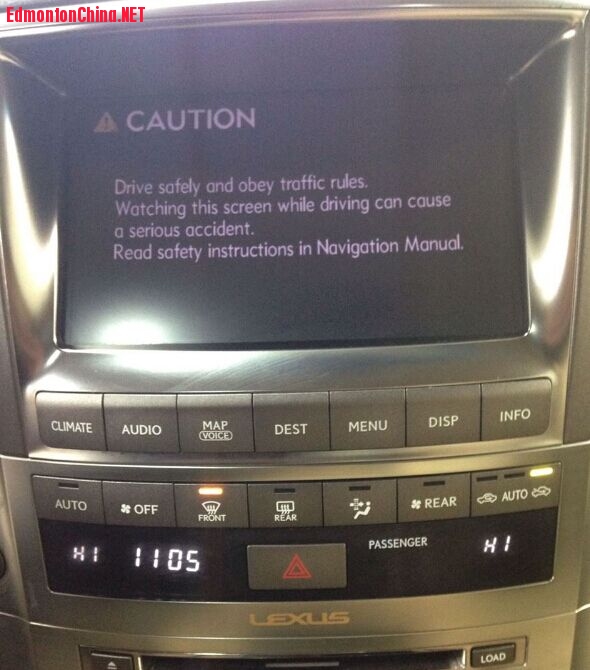 EdmontonChina.NET
CAUTION
Drive safely and obey traffic rules.
Watching this screen while driving can cause
a serious accident.
Read safety instructions in Navigation Manual.
CLIMATE AUDIO MAP VOICE DEST MENU DISP INFO
AUTO OFF FRONT REAR REAR AUTO
HI 1105 PASSENGER HI
LEXUS
LOAD